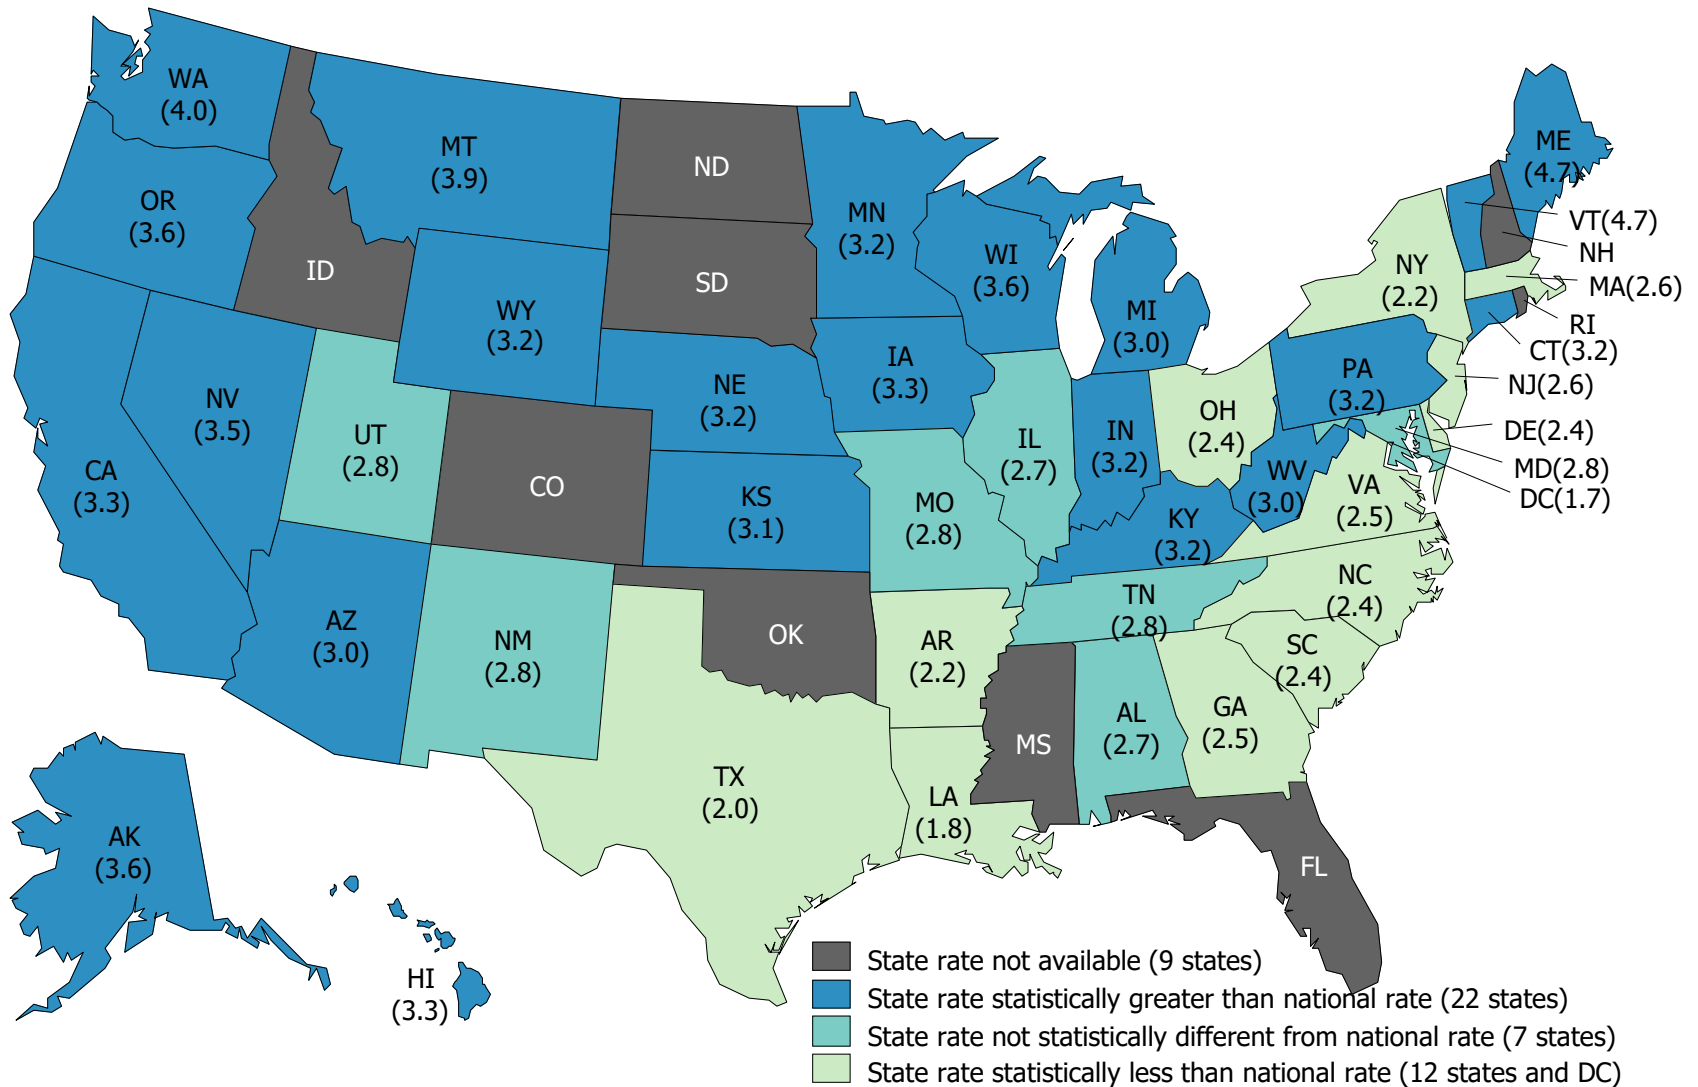 WA
(4.0)
MT
(3.9)
ND
ME
(4.7)
OR
(3.6)
MN
(3.2)
VT(4.7)
NH
WI
(3.6)
NY
(2.2)
ID
SD
MA(2.6)
WY
(3.2)
MI
(3.0)
RI
CT(3.2)
IA
(3.3)
PA
(3.2)
NE
(3.2)
NJ(2.6)
NV
(3.5)
OH
(2.4)
UT
(2.8)
IL
(2.7)
IN
(3.2)
DE(2.4)
CA
(3.3)
WV
(3.0)
MD(2.8)
CO
VA
(2.5)
DC(1.7)
KS
(3.1)
MO
(2.8)
KY
(3.2)
NC
(2.4)
TN
(2.8)
AZ
(3.0)
NM
(2.8)
OK
AR
(2.2)
SC
(2.4)
GA
(2.5)
AL
(2.7)
MS
TX
(2.0)
LA
(1.8)
AK
(3.6)
FL
HI
(3.3)
State rate not available (9 states)
State rate statistically greater than national rate (22 states)
State rate not statistically different from national rate (7 states)
State rate statistically less than national rate (12 states and DC)